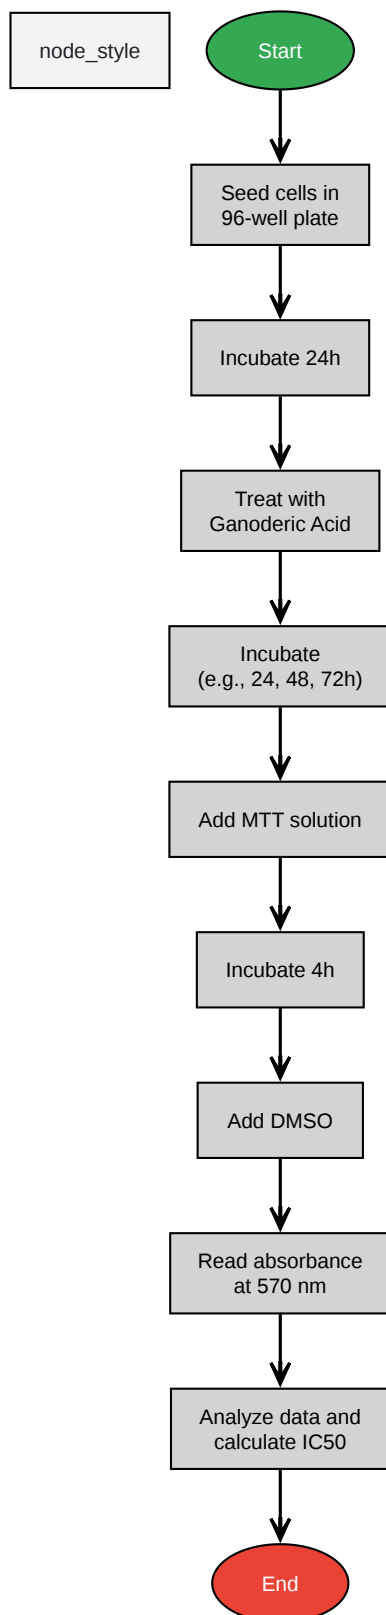 node_style
Start
Seed cells in
96-well plate
Incubate 24h
Treat with
Ganoderic Acid
Incubate
(e.g., 24, 48, 72h)
Add MTT solution
Incubate 4h
Add DMSO
Read absorbance
at 570 nm
Analyze data and
calculate IC50
End